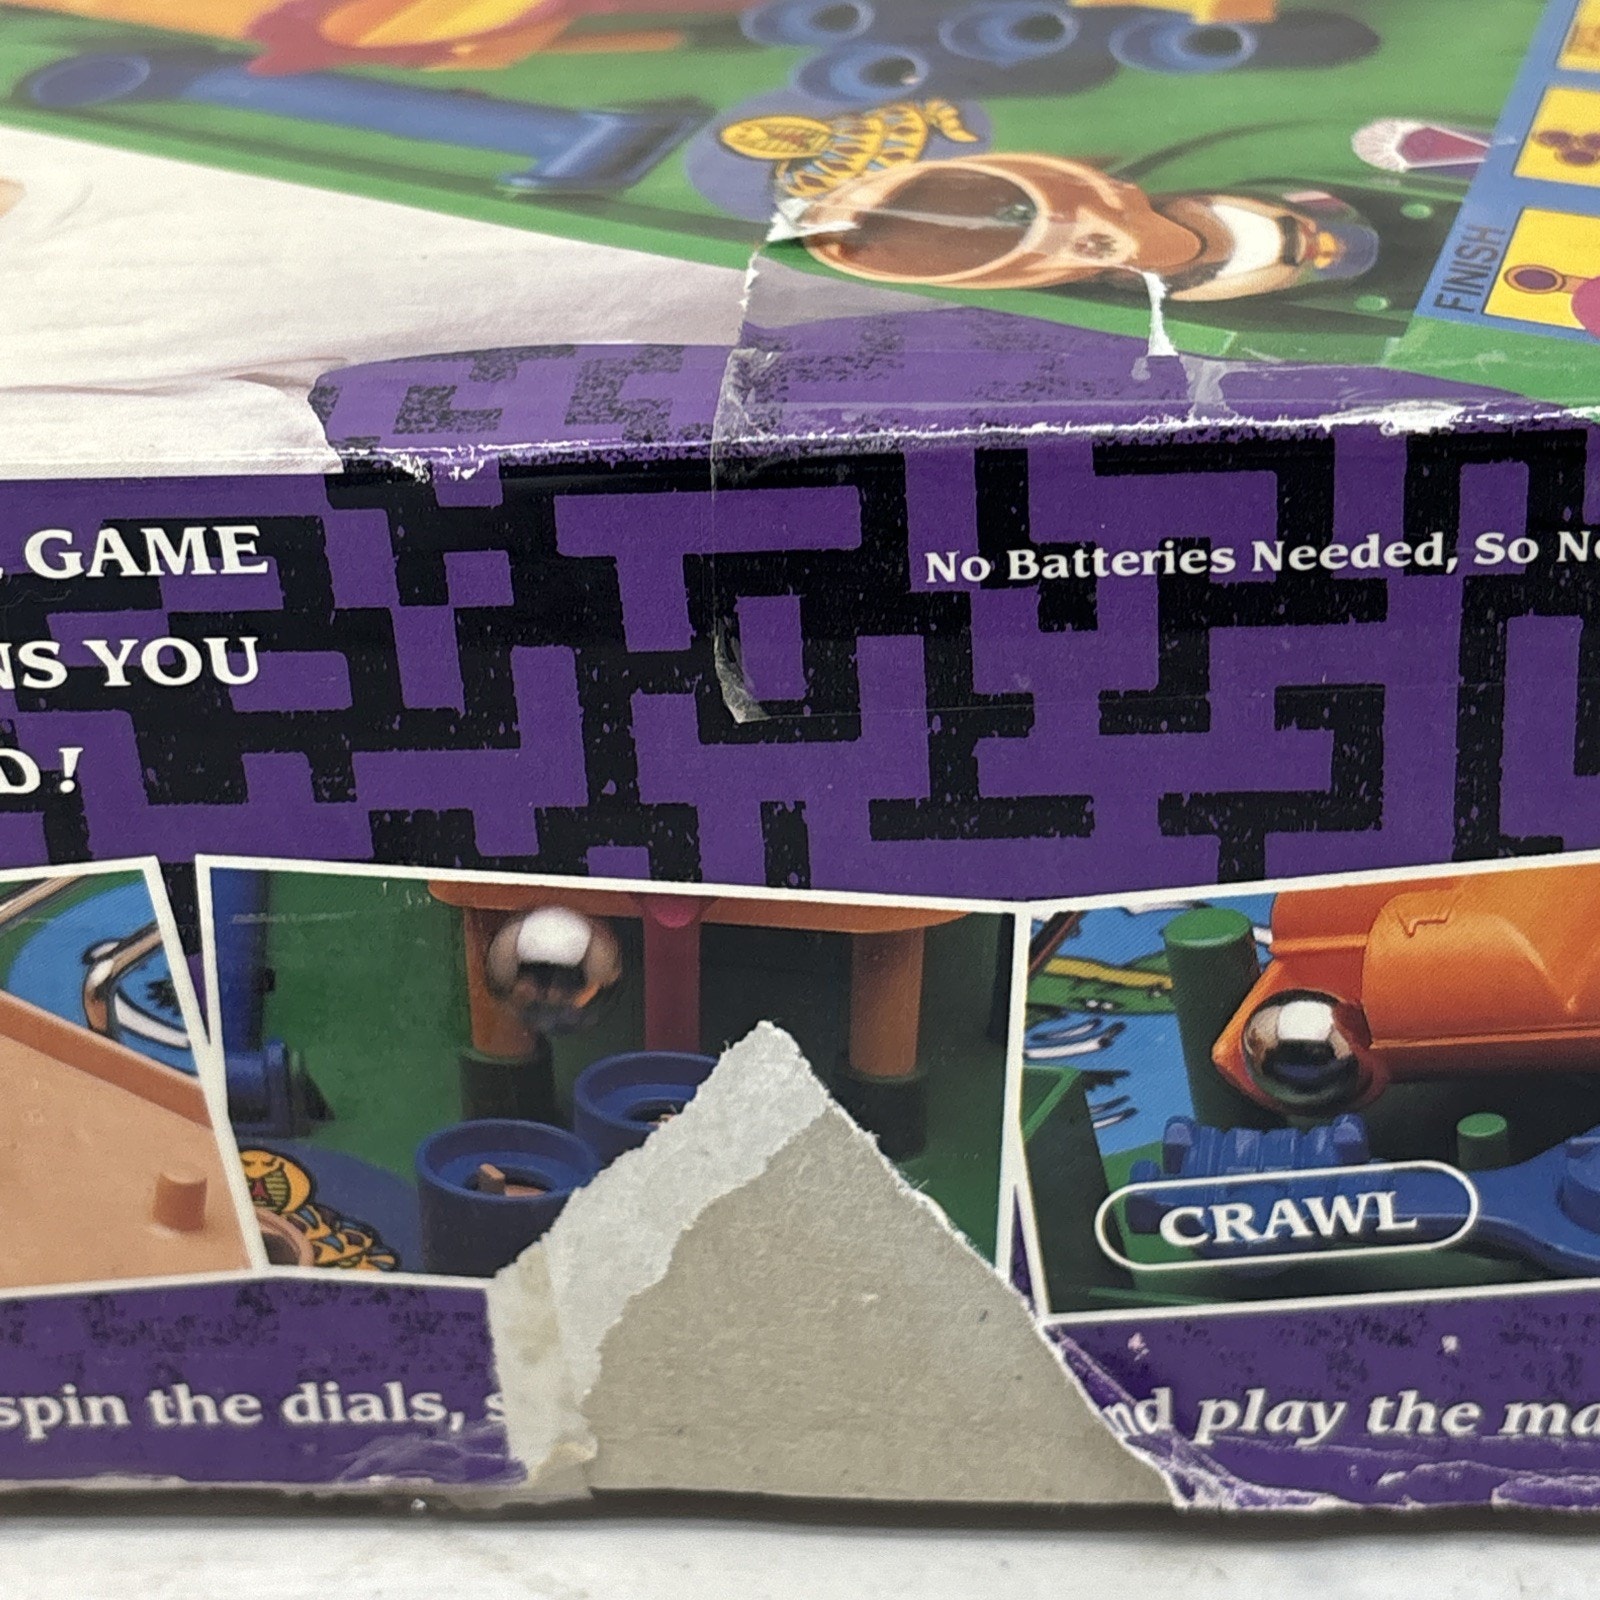 FINISH
GAME
NS YOU
D!
No Batteries Needed, So No
CRAWL
spin the dials, s
nd play the ma